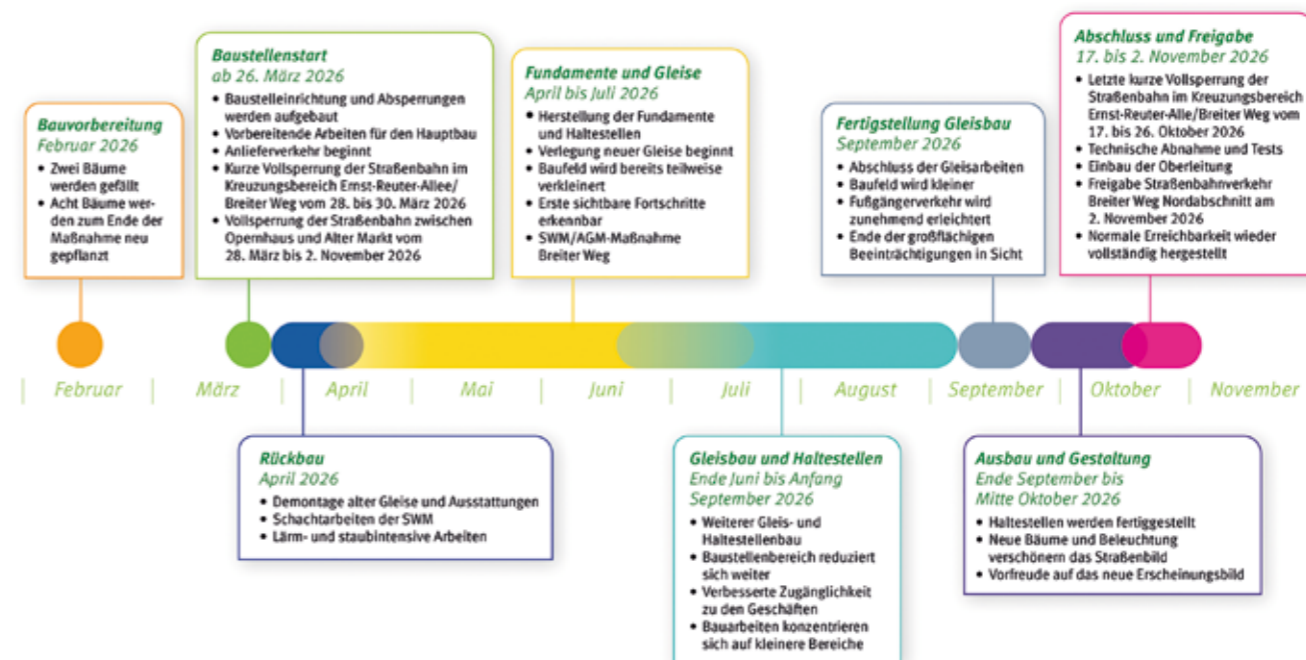 Bauvorbereitung
Februar 2026
• Zwei Bäume
werden gefällt
• Acht Bäume wer-
den zum Ende der
Maßnahme neu
gepflanzt
Baustellenstart
ab 26. März 2026
• Baustelleinrichtung und Absperrungen
werden aufgebaut
• Vorbereitende Arbeiten für den Hauptbau
• Anlieferverkehr beginnt
• Kurze Vollsperrung der Straßenbahn im
Kreuzungsbereich Ernst-Reuter-Allee/
Breiter Weg vom 28. bis 30. März 2026
• Vollsperrung der Straßenbahn zwischen
Opernhaus und Alter Markt vom
28. März bis 2. November 2026
Fundamente und Gleise
April bis Juli 2026
• Herstellung der Fundamente
und Haltestellen
• Verlegung neuer Gleise beginnt
• Baufeld wird bereits teilweise
verkleinert
• Erste sichtbare Fortschritte
erkennbar
• SWM/AGM-Maßnahme
Breiter Weg
Fertigstellung Gleisbau
September 2026
• Abschluss der Gleisarbeiten
• Baufeld wird kleiner
• Fußgängerverkehr wird
zunehmend erleichtert
• Ende der großflächigen
Beeinträchtigungen in Sicht
Abschluss und Freigabe
17. bis 2. November 2026
• Letzte kurze Vollsperrung der
Straßenbahn im Kreuzungsbereich
Ernst-Reuter-Alle/Breiter Weg vom
17. bis 26. Oktober 2026
• Technische Abnahme und Tests
• Einbau der Oberleitung
• Freigabe Straßenbahnverkehr
Breiter Weg Nordabschnitt am
2. November 2026
• Normale Erreichbarkeit wieder
vollständig hergestellt
Februar
März
April
Mai
Juni
Juli
August
September
Oktober
November
Rückbau
April 2026
• Demontage alter Gleise und Ausstattungen
• Schachtarbeiten der SWM
• Lärm- und staubintensive Arbeiten
Gleisbau und Haltestellen
Ende Juni bis Anfang
September 2026
• Weiterer Gleis- und
Haltestellenbau
• Baustellenbereich reduziert
sich weiter
• Verbesserte Zugänglichkeit
zu den Geschäften
• Bauarbeiten konzentrieren
sich auf kleinere Bereiche
Ausbau und Gestaltung
Ende September bis
Mitte Oktober 2026
• Haltestellen werden fertiggestellt
• Neue Bäume und Beleuchtung
verschönern das Straßenbild
• Vorfreude auf das neue Erscheinungsbild